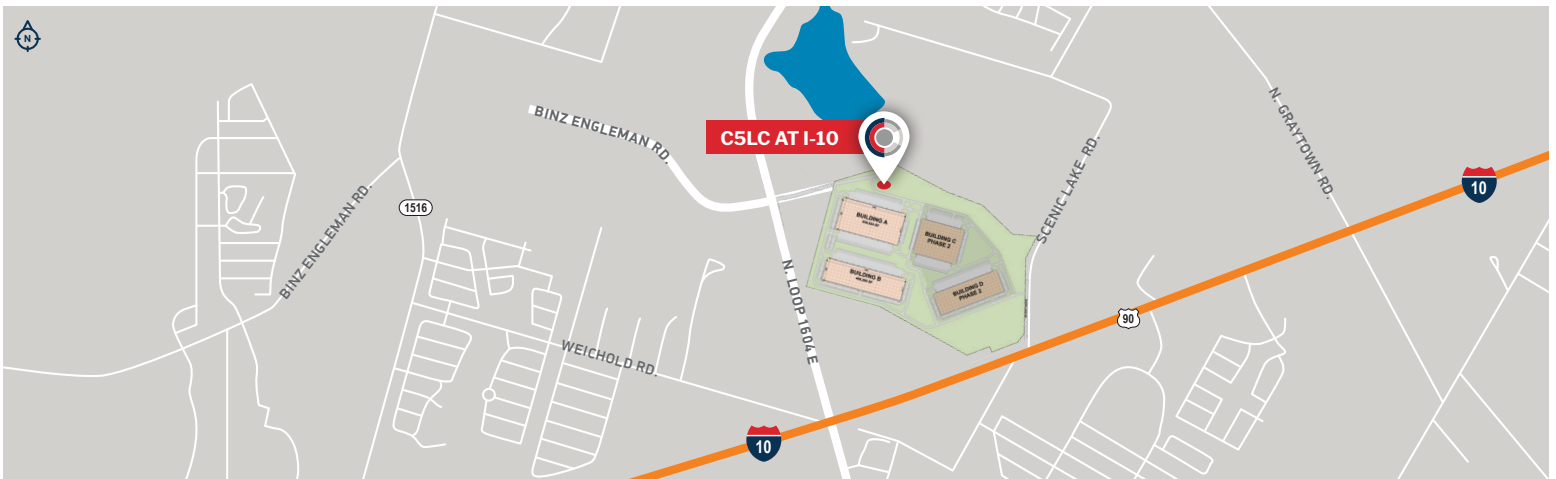 N
BINZ ENGLEMAN RD.
C5LC AT I-10
N. GRAYTOWN RD.
SCENIC LAKE RD.
10
1516
BINZ ENGLEMAN RD.
BUILDING A
BUILDING C
PHASE 2
BUILDING B
BUILDING D
PHASE 2
N. LOOP 1604 E
90
WEICHOLD RD.
10